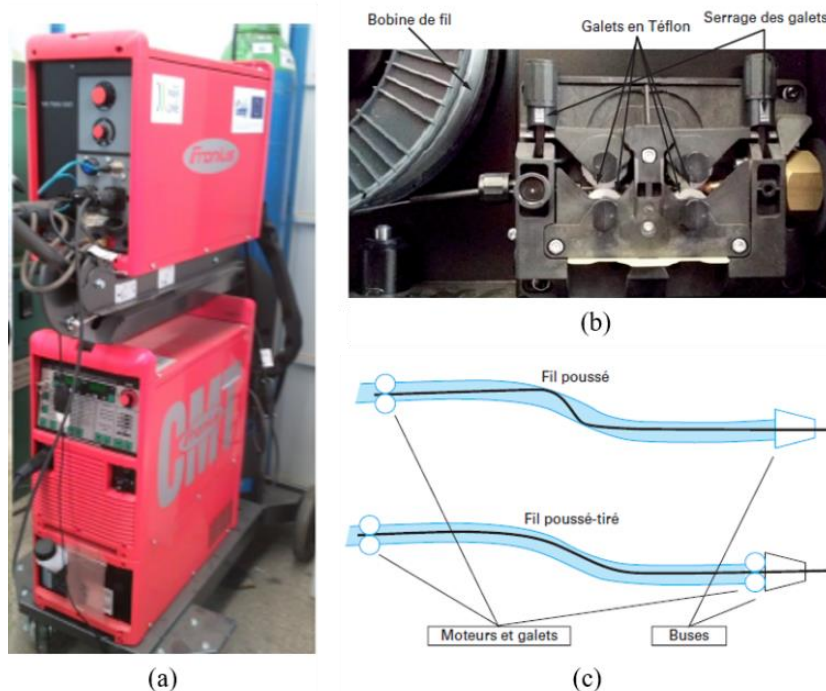 Fronius
CMT
(a)
Bobine de fil
Galets en Téflon
Serrage des galets
(b)
Fil poussé
Fil poussé-tiré
Moteurs et galets
Buses
(c)